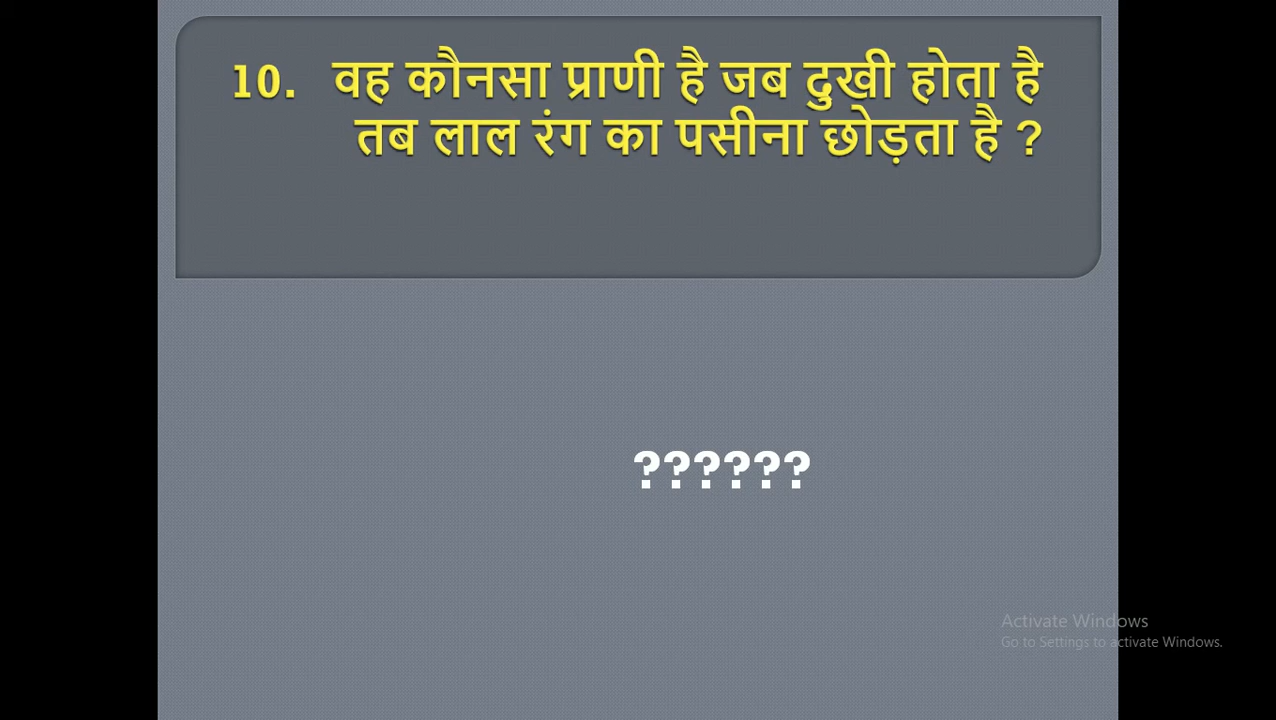 10. वह कौनसा प्राणी है जब दुखी होता है
तब लाल रंग का पसीना छोड़ता है ?
??????
Activate Windows
Go to Settings to activate Windows.